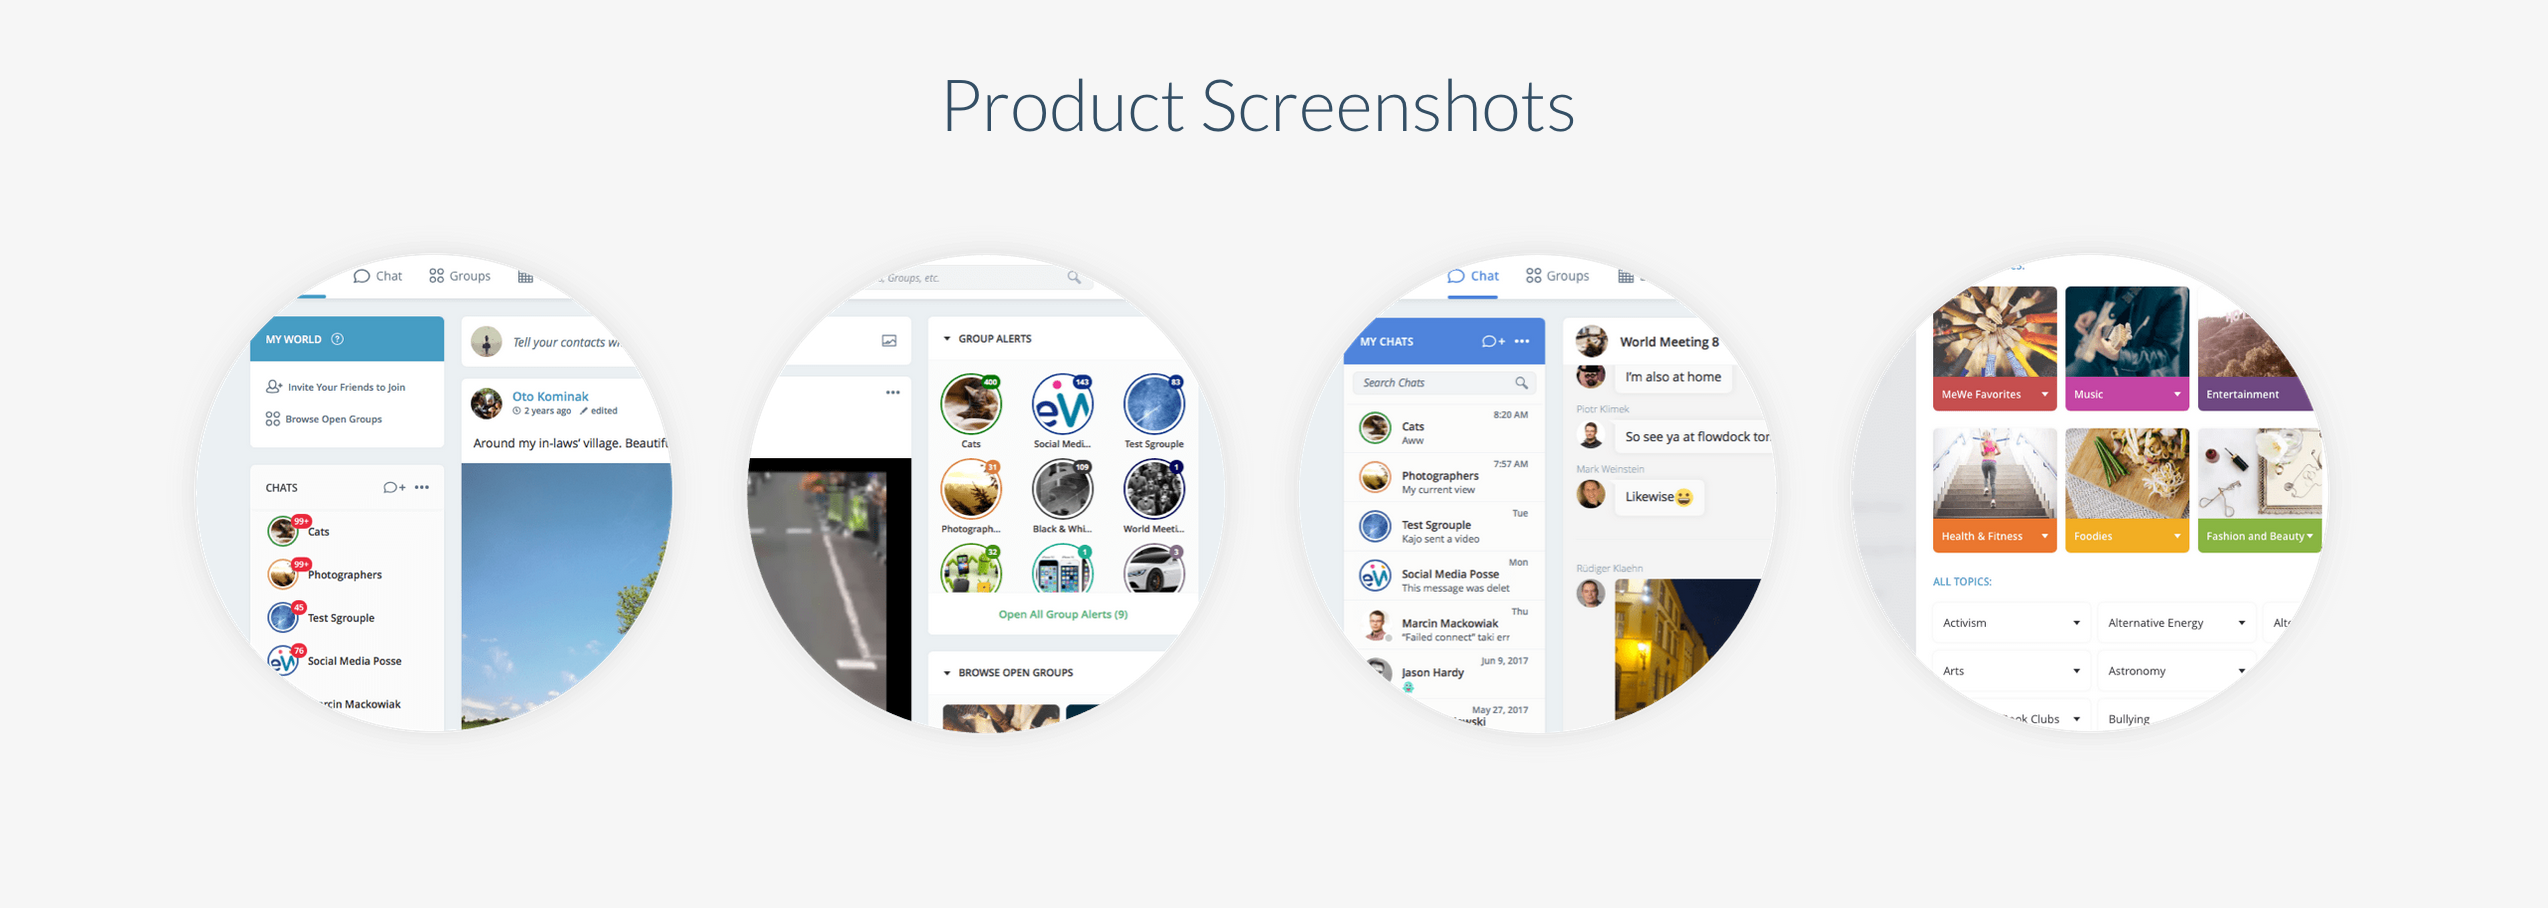 Product Screenshots
Chat
Groups
MY WORLD
Invite Your Friends to Join
Browse Open Groups
CHATS
99+
Cats
99+
Photographers
45
Test Sgrouple
76
Social Media Posse
Mackowiak
Tell your contacts
Oto Kominak
2 years ago edited
Around my in-laws' village.
Groups, etc.
GROUP ALERTS
400
143
83
Cats
Social Medi...
Test Sgrouple
31
109
1
Photograph...
Black & Whi...
World Meeti...
32
1
3
Open All Group Alerts (9)
BROWSE OPEN GROUPS
Chat
Groups
MY CHATS
Search Chats
8:20 AM
Cats
Aww
7:57 AM
Photographers
My current view
Tue
Test Sgrouple
Kajo sent a video
Mon
Social Media Posse
This message was delet
Thu
Marcin Mackowiak
"Failed connect" taki err
Jun 9, 2017
Jason Hardy
May 27, 2017
World Meeting 8
I'm also at home
Piotr Klimek
So see ya at flowdock
Mark Weinstein
Likewise😀
Rüdiger Klaehn
MeWe Favorites
Music
Entertainment
Health & Fitness
Foodies
Fashion and Beauty
ALL TOPICS:
Activism
Alternative Energy
Arts
Astronomy
Clubs
Bullying